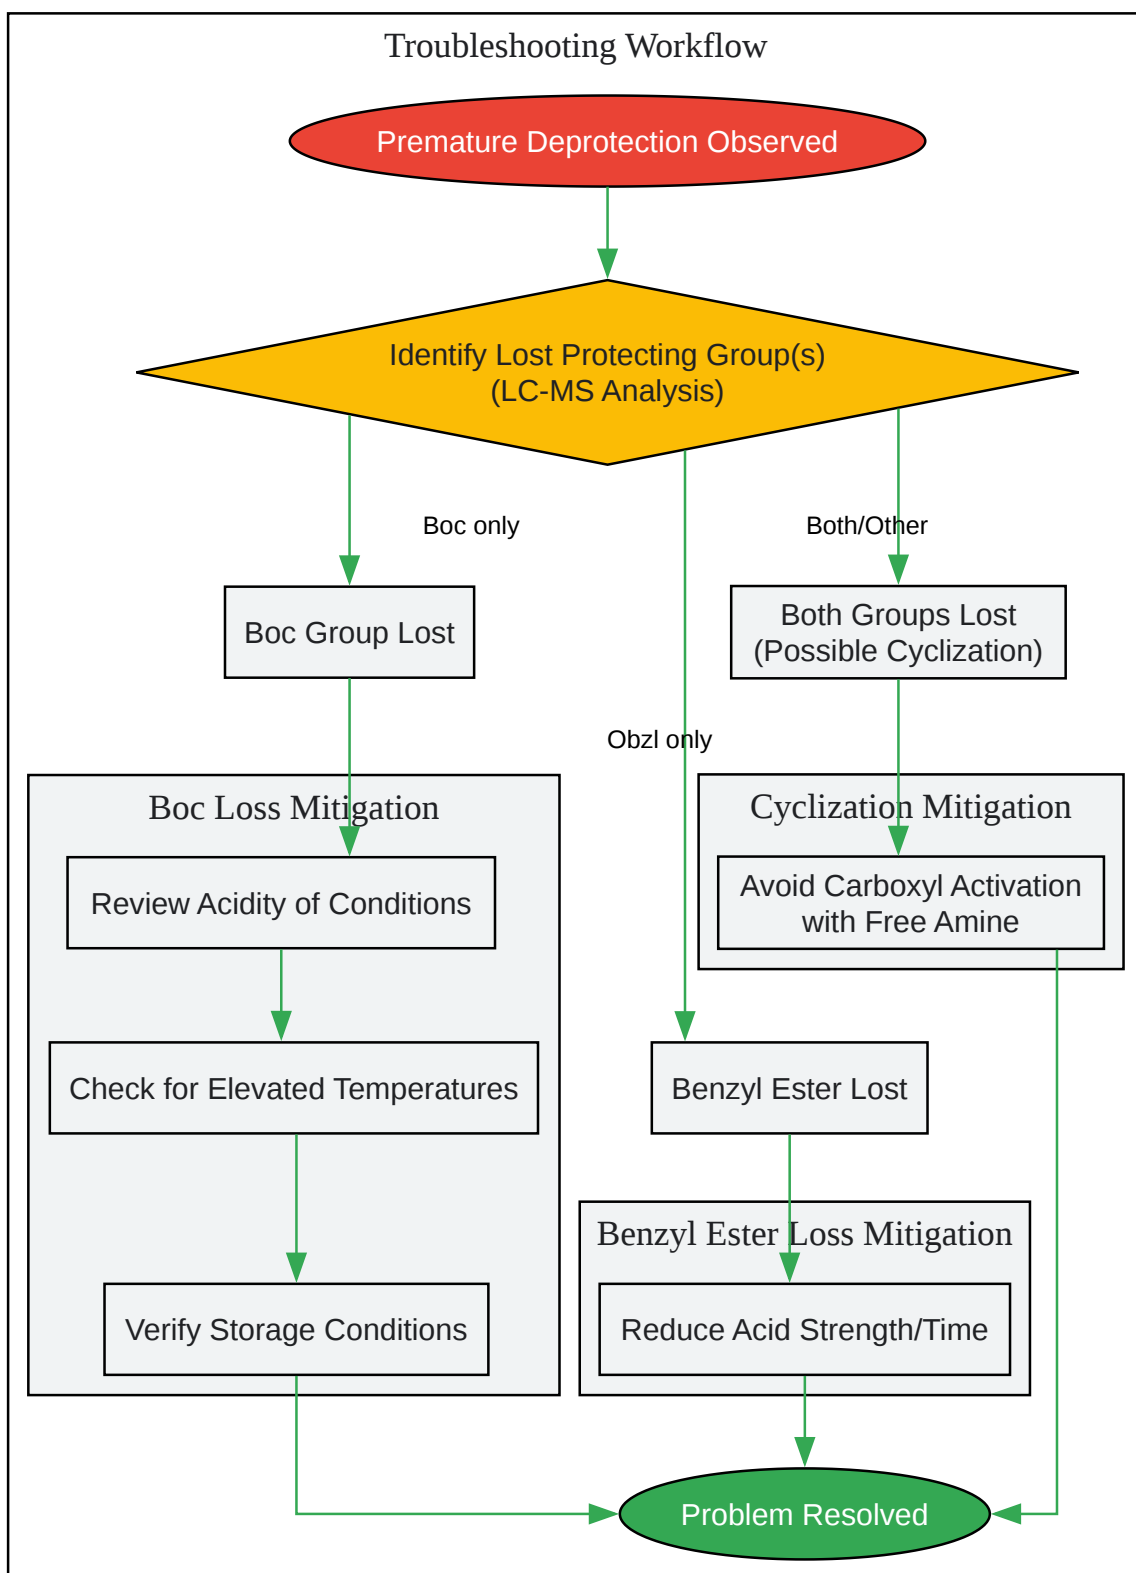 Troubleshooting Workflow
Premature Deprotection Observed
Identify Lost Protecting Group(s)
(LC-MS Analysis)
Boc only
Both/Other
Boc Group Lost
Both Groups Lost
(Possible Cyclization)
Obzl only
Boc Loss Mitigation
Cyclization Mitigation
Review Acidity of Conditions
Avoid Carboxyl Activation
with Free Amine
Check for Elevated Temperatures
Benzyl Ester Lost
Benzyl Ester Loss Mitigation
Verify Storage Conditions
Reduce Acid Strength/Time
Problem Resolved